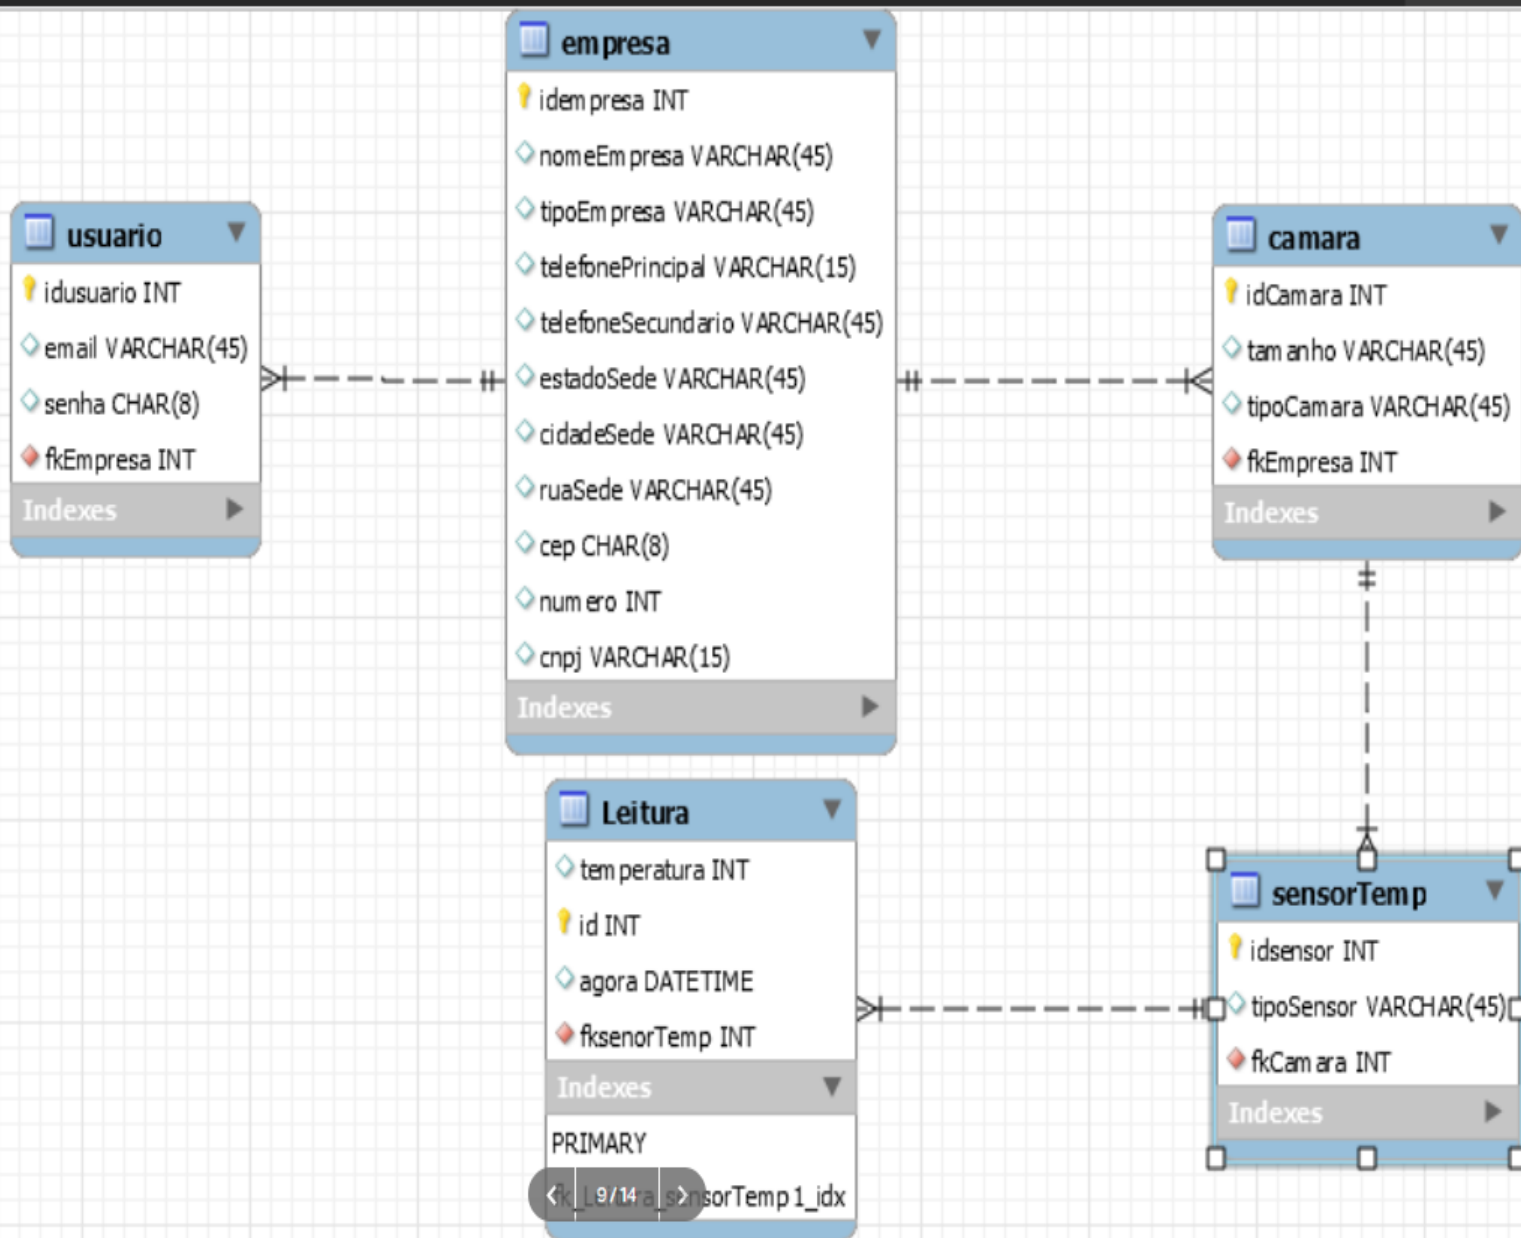 empresa
idempresa INT
nomeEmpresa VARCHAR(45)
tipoEmpresa VARCHAR(45)
telefonePrincipal VARCHAR(15)
telefoneSecundario VARCHAR(45)
estadoSede VARCHAR(45)
cidadeSede VARCHAR(45)
ruaSede VARCHAR(45)
cep CHAR(8)
numero INT
cnpj VARCHAR(15)
Indexes
usuario
idusuario INT
email VARCHAR(45)
senha CHAR(8)
fkEmpresa INT
Indexes
camara
idCamara INT
tamanho VARCHAR(45)
tipoCamara VARCHAR(45)
fkEmpresa INT
Indexes
Leitura
temperatura INT
id INT
agora DATETIME
fksenorTemp INT
Indexes
PRIMARY
fk_Leitura_sensorTemp1_idx
9/14
sensorTemp
idsensor INT
tipoSensor VARCHAR(45)
fkCamara INT
Indexes